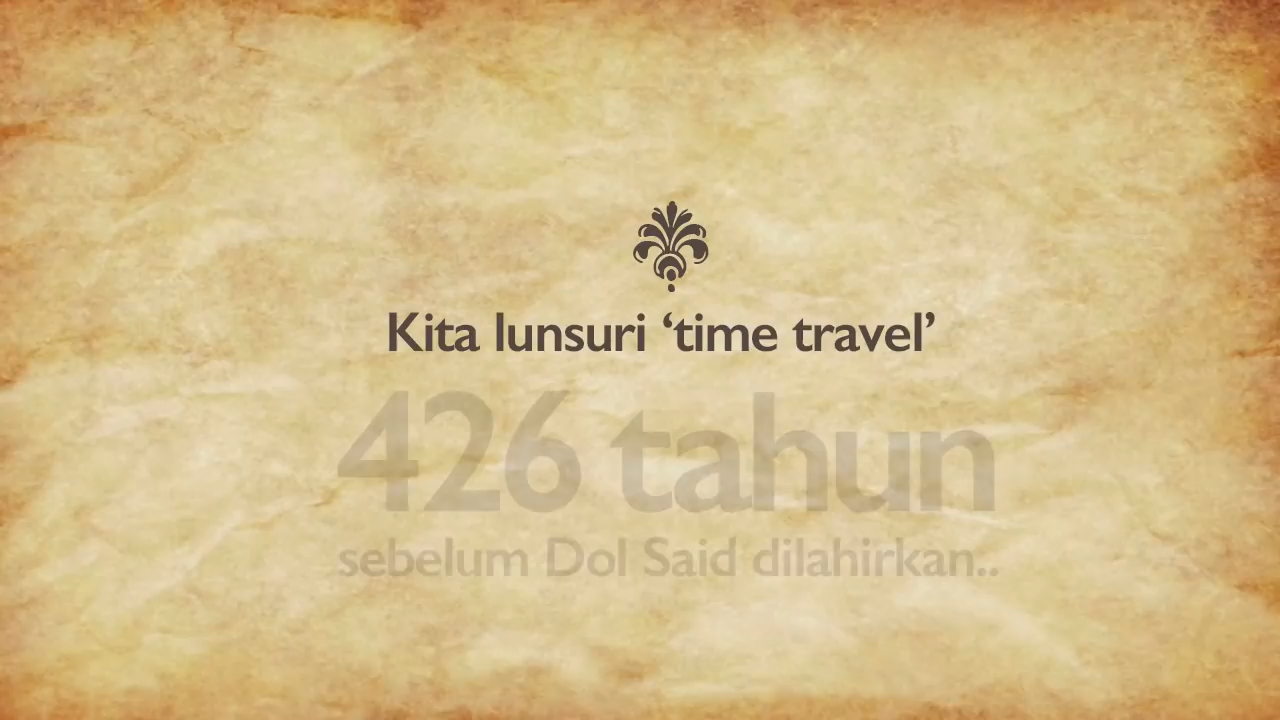 Kita lunsuri ‘time travel’
426 tahun
sebelum Dol Said dilahirkan..